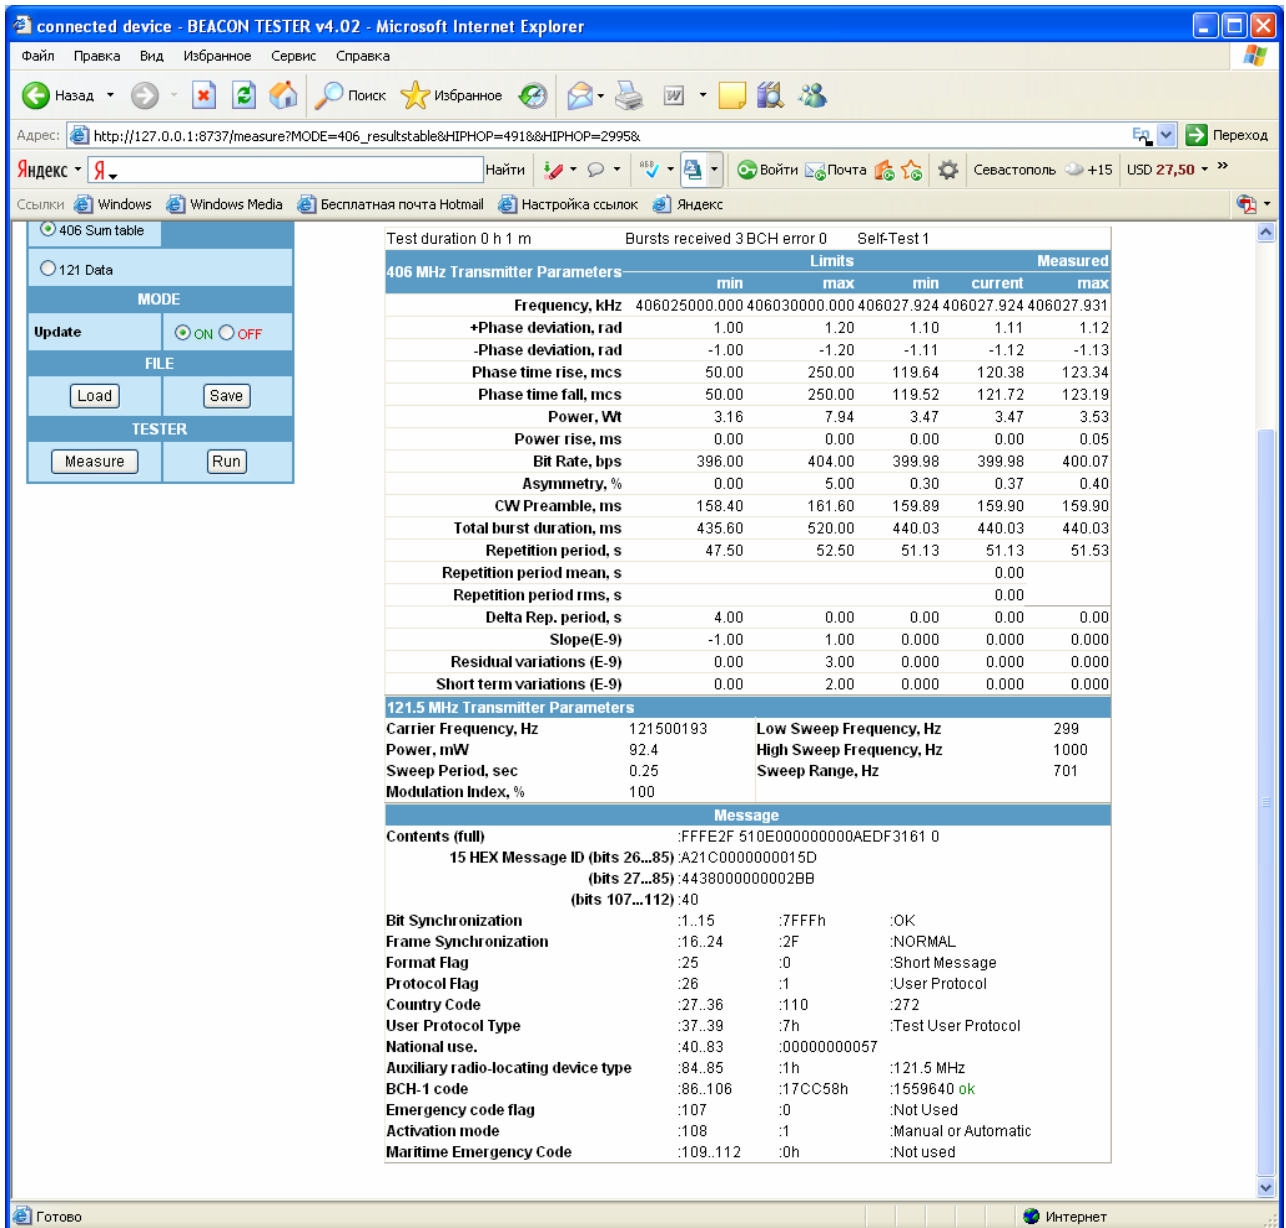 connected device - BEACON TESTER v4.02 - Microsoft Internet Explorer
Файл Правка Вид Избранное Сервис Справка
Назад Поиск Избранное
Адрес: http://127.0.0.1:8737/measure?MODE=406_resultstable&HIPHOP=491&&HIPHOP=2995& Переход
Яндекс Я Найти Войти Почта Севастополь +15 USD 27,50 »
Ссылки Windows Windows Media Бесплатная почта Hotmail Настройка ссылок Яндекс
406 Sum table
121 Data
MODE
Update ON OFF
FILE
Load Save
TESTER
Measure Run
Test duration 0 h 1 m Bursts received 3 BCH error 0 Self-Test 1
406 MHz Transmitter Parameters Limits Measured
min max min current max
Frequency, kHz 406025000.000 406030000.000 406027.924 406027.924 406027.931
+Phase deviation, rad 1.00 1.20 1.10 1.11 1.12
-Phase deviation, rad -1.00 -1.20 -1.11 -1.12 -1.13
Phase time rise, mcs 50.00 250.00 119.64 120.38 123.34
Phase time fall, mcs 50.00 250.00 119.52 121.72 123.19
Power, Wt 3.16 7.94 3.47 3.47 3.53
Power rise, ms 0.00 0.00 0.00 0.00 0.05
Bit Rate, bps 396.00 404.00 399.98 399.98 400.07
Asymmetry, % 0.00 5.00 0.30 0.37 0.40
CW Preamble, ms 158.40 161.60 159.89 159.90 159.90
Total burst duration, ms 435.60 520.00 440.03 440.03 440.03
Repetition period, s 47.50 52.50 51.13 51.13 51.53
Repetition period mean, s 0.00
Repetition period rms, s 0.00
Delta Rep. period, s 4.00 0.00 0.00 0.00 0.00
Slope(E-9) -1.00 1.00 0.000 0.000 0.000
Residual variations (E-9) 0.00 3.00 0.000 0.000 0.000
Short term variations (E-9) 0.00 2.00 0.000 0.000 0.000
121.5 MHz Transmitter Parameters
Carrier Frequency, Hz 121500193 Low Sweep Frequency, Hz 299
Power, mW 92.4 High Sweep Frequency, Hz 1000
Sweep Period, sec 0.25 Sweep Range, Hz 701
Modulation Index, % 100
Message
Contents (full) :FFFE2F 510E000000000AEDF3161 0
15 HEX Message ID (bits 26...85) :A21C0000000015D
(bits 27...85) :4438000000002BB
(bits 107...112) :40
Bit Synchronization :1..15 :7FFFh :OK
Frame Synchronization :16..24 :2F :NORMAL
Format Flag :25 :0 :Short Message
Protocol Flag :26 :1 :User Protocol
Country Code :27..36 :110 :272
User Protocol Type :37..39 :7h :Test User Protocol
National use. :40..83 :00000000057
Auxiliary radio-locating device type :84..85 :1h :121.5 MHz
BCH-1 code :86..106 :17CC58h :1559640 ok
Emergency code flag :107 :0 :Not Used
Activation mode :108 :1 :Manual or Automatic
Maritime Emergency Code :109..112 :0h :Not used
Готово Интернет